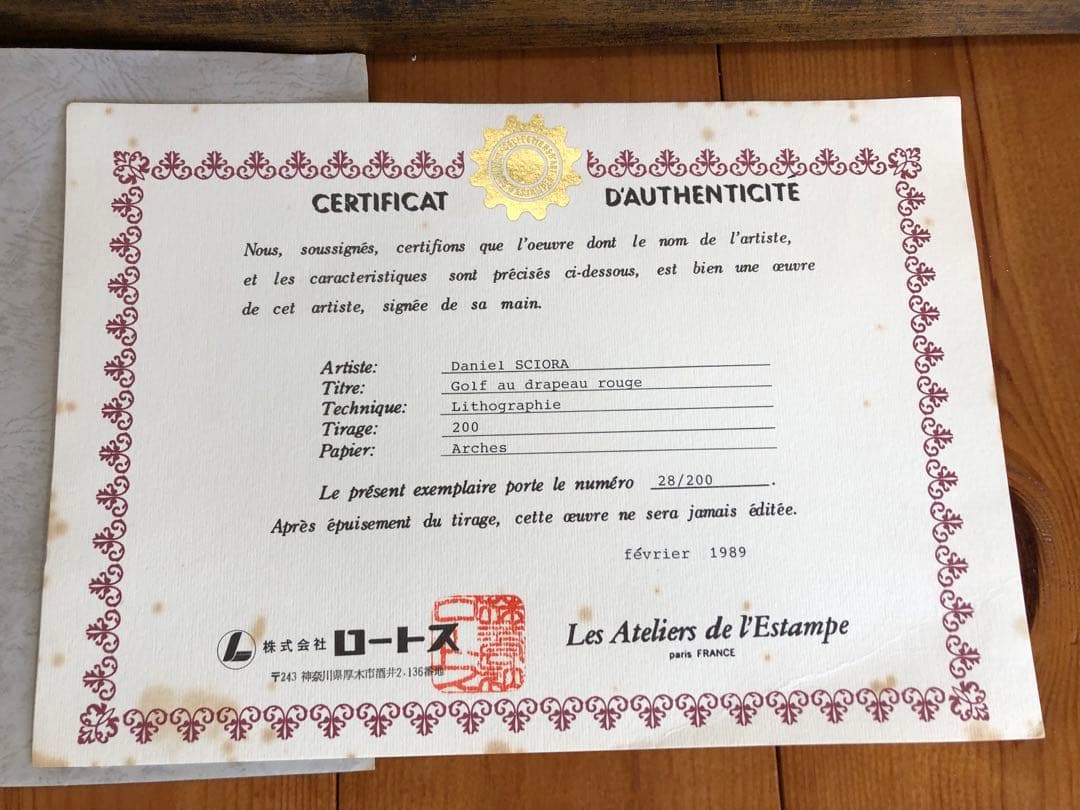 CERTIFICAT D'AUTHENTICITÉ
Nous, soussignés, certifions que l'oeuvre dont le nom de l'artiste,
et les caracteristiques sont précisés ci-dessous, est bien une œuvre
de cet artiste, signée de sa main.
Artiste: Daniel SCIORA
Titre: Golf au drapeau rouge
Technique: Lithographie
Tirage: 200
Papier: Arches
Le présent exemplaire porte le numéro 28/200.
Après épuisement du tirage, cette œuvre ne sera jamais éditée.
février 1989
L 株式会社 ロートス
〒243 神奈川県厚木市酒井2,136番地
Les Ateliers de l'Estampe
paris FRANCE